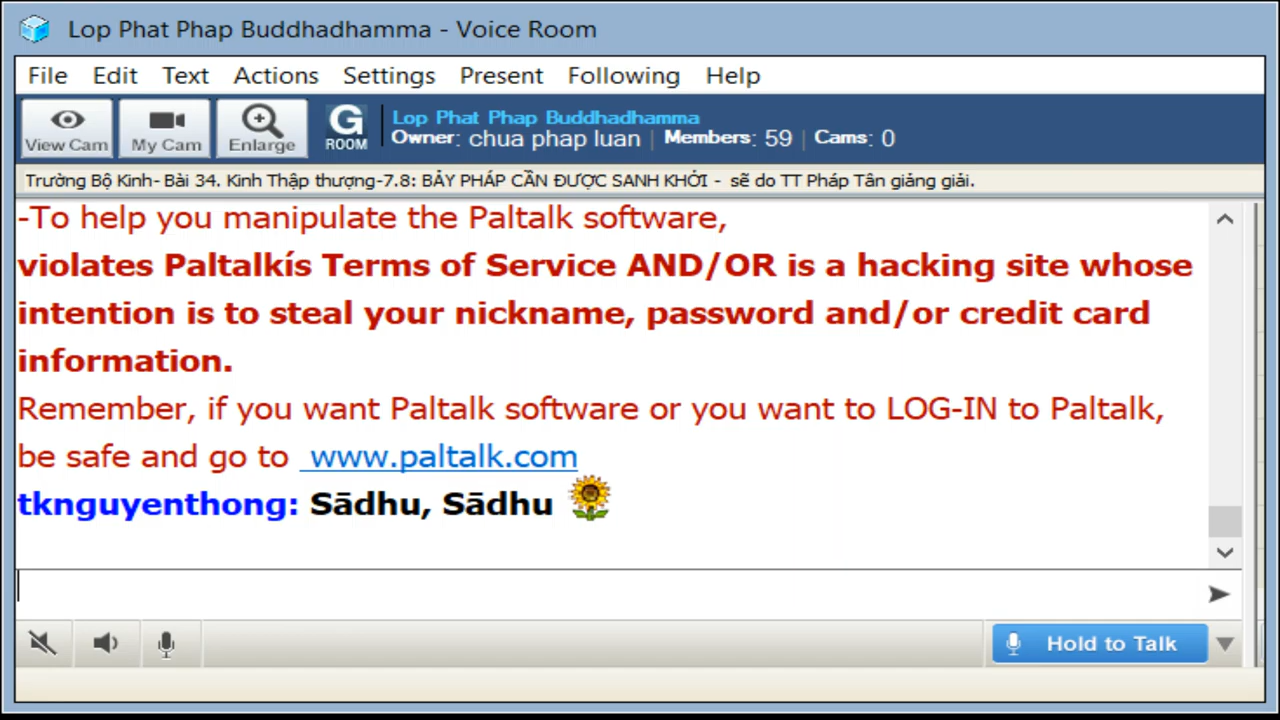 Lop Phat Phap Buddhadhamma - Voice Room
File Edit Text Actions Settings Present Following Help
View Cam My Cam Enlarge G ROOM
Lop Phat Phap Buddhadhamma
Owner: chua phap luan | Members: 59 | Cams: 0
Trường Bộ Kinh- Bài 34. Kinh Thập thượng-7.8: BẢY PHÁP CẦN ĐƯỢC SANH KHỞI - sẽ do TT Pháp Tân giảng giải.
-To help you manipulate the Paltalk software,
violates Paltalkís Terms of Service AND/OR is a hacking site whose
intention is to steal your nickname, password and/or credit card
information.
Remember, if you want Paltalk software or you want to LOG-IN to Paltalk,
be safe and go to www.paltalk.com
tknguyenthong: Sādhu, Sādhu
Hold to Talk